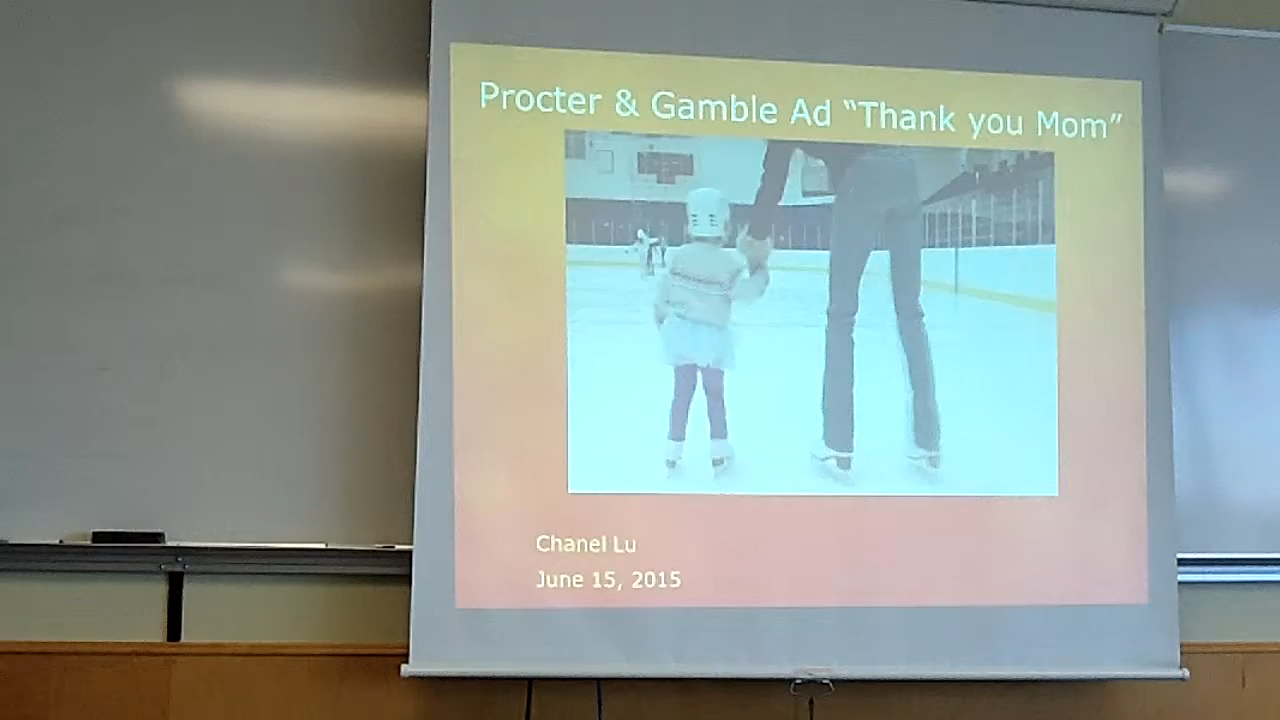 Procter & Gamble Ad “Thank you Mom”
Chanel Lu
June 15, 2015